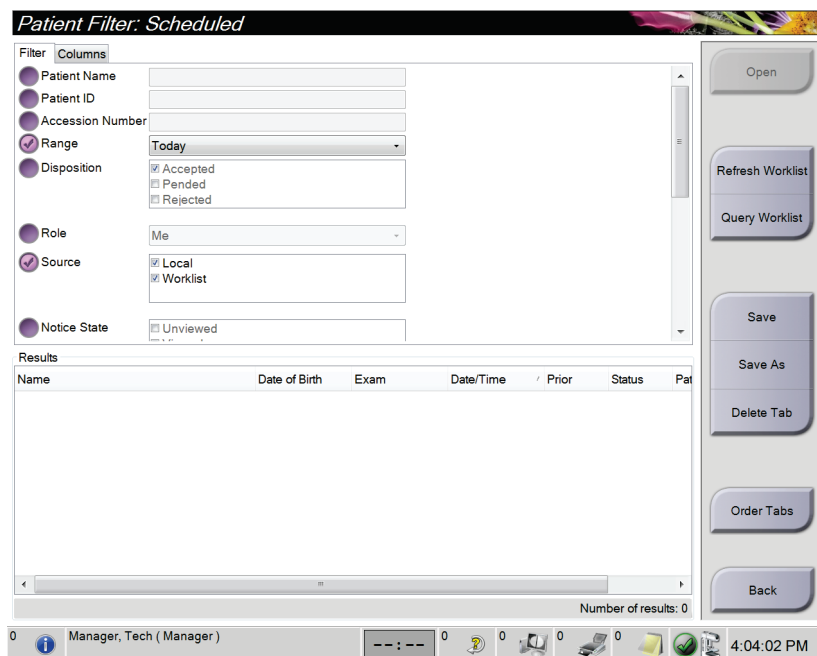 Patient Filter: Scheduled
Filter Columns
Patient Name
Patient ID
Accession Number
Range Today
Disposition Accepted
Pended
Rejected
Role Me
Source Local
Worklist
Notice State Unviewed
Results
Name Date of Birth Exam Date/Time Prior Status Pat
Number of results: 0
Open
Refresh Worklist
Query Worklist
Save
Save As
Delete Tab
Order Tabs
Back
0 Manager, Tech ( Manager ) --:-- 0 0 0 0 4:04:02 PM